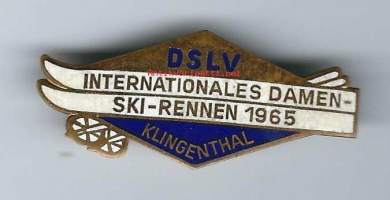 DSLV
INTERNATIONALES DAMEN-
SKI-RENNEN 1965
KLINGENTHAL